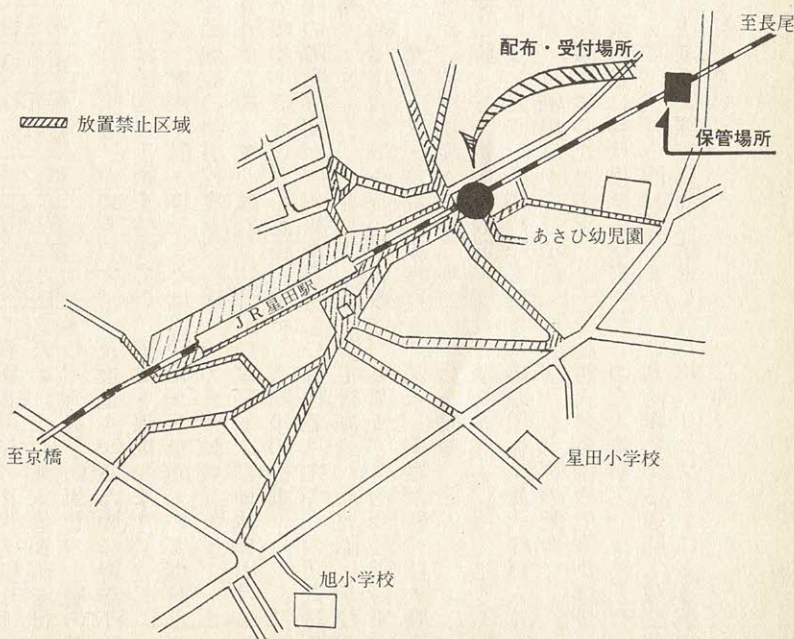 至長尾
配布・受付場所
放置禁止区域
保管場所
あさひ幼児園
JR星田駅
至京橋
星田小学校
旭小学校